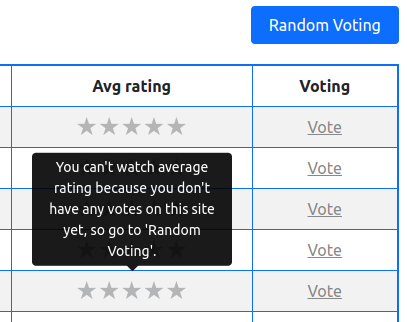 Random Voting
Avg rating Voting
Vote
You can't watch average
rating because you don't
have any votes on this site
yet, so go to 'Random
Voting'.
Vote
Vote
Vote
Vote